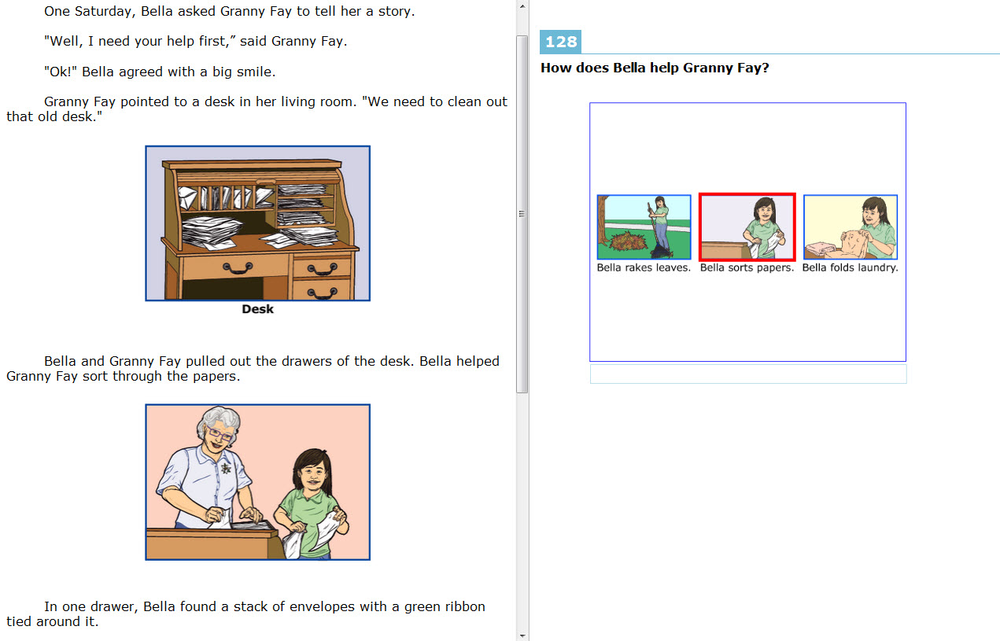 One Saturday, Bella asked Granny Fay to tell her a story.
"Well, I need your help first,” said Granny Fay.
"Ok!" Bella agreed with a big smile.
Granny Fay pointed to a desk in her living room. "We need to clean out
that old desk."
Desk
Bella and Granny Fay pulled out the drawers of the desk. Bella helped
Granny Fay sort through the papers.
In one drawer, Bella found a stack of envelopes with a green ribbon
tied around it.
128
How does Bella help Granny Fay?
Bella rakes leaves. Bella sorts papers. Bella folds laundry.